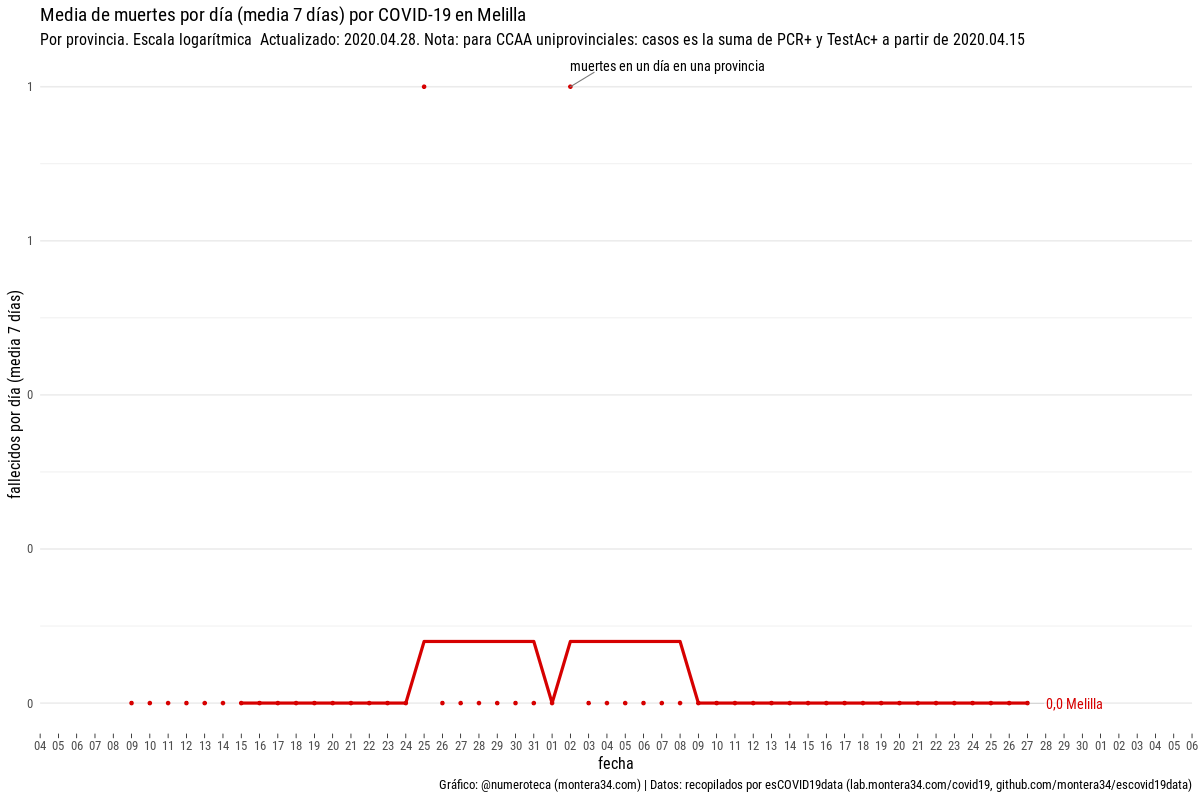 Media de muertes por día (media 7 días) por COVID-19 en Melilla
Por provincia. Escala logarítmica  Actualizado: 2020.04.28. Nota: para CCAA uniprovinciales: casos es la suma de PCR+ y TestAc+ a partir de 2020.04.15
muertes en un día en una provincia
1
1
0
0
0
fallecidos por día (media 7 días)
0,0 Melilla
04 05 06 07 08 09 10 11 12 13 14 15 16 17 18 19 20 21 22 23 24 25 26 27 28 29 30 31 01 02 03 04 05 06 07 08 09 10 11 12 13 14 15 16 17 18 19 20 21 22 23 24 25 26 27 28 29 30 01 02 03 04 05 06
fecha
Gráfico: @numeroteca (montera34.com) | Datos: recopilados por esCOVID19data (lab.montera34.com/covid19, github.com/montera34/escovid19data)